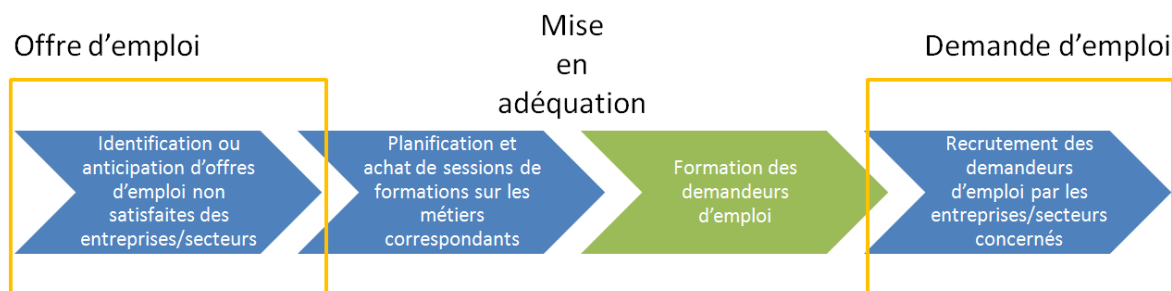 Offre d’emploi
Mise
en
adéquation
Demande d’emploi
Identification ou
anticipation d’offres
d’emploi non
satisfaites des
entreprises/secteurs
Planification et
achat de sessions de
formations sur les
métiers
correspondants
Formation des
demandeurs
d’emploi
Recrutement des
demandeurs
d’emploi par les
entreprises/secteurs
concernés